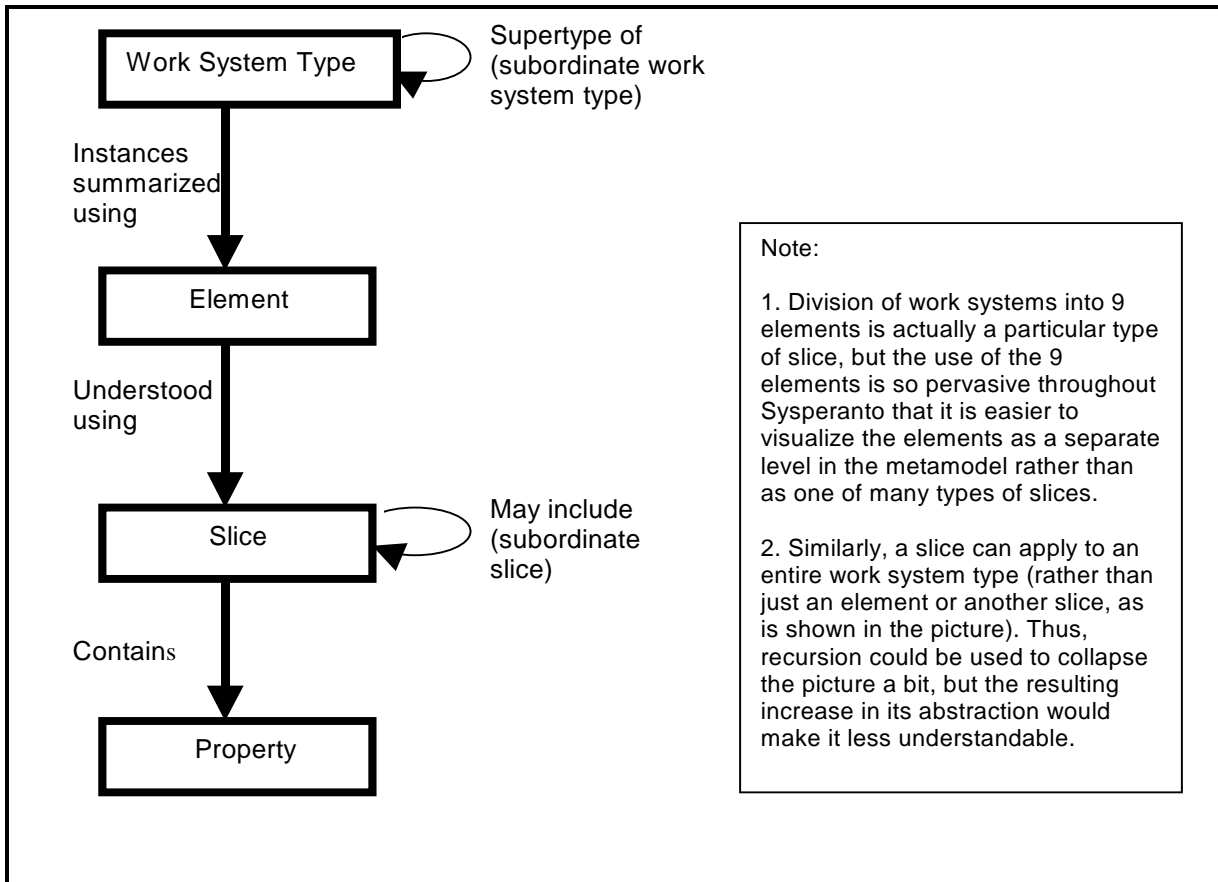 Work System Type
Supertype of
(subordinate work
system type)
Instances
summarized
using
Element
Understood
using
Slice
May include
(subordinate
slice)
Contains
Property
Note:
1. Division of work systems into 9
elements is actually a particular type
of slice, but the use of the 9
elements is so pervasive throughout
Sysperanto that it is easier to
visualize the elements as a separate
level in the metamodel rather than
as one of many types of slices.
2. Similarly, a slice can apply to an
entire work system type (rather than
just an element or another slice, as
is shown in the picture). Thus,
recursion could be used to collapse
the picture a bit, but the resulting
increase in its abstraction would
make it less understandable.